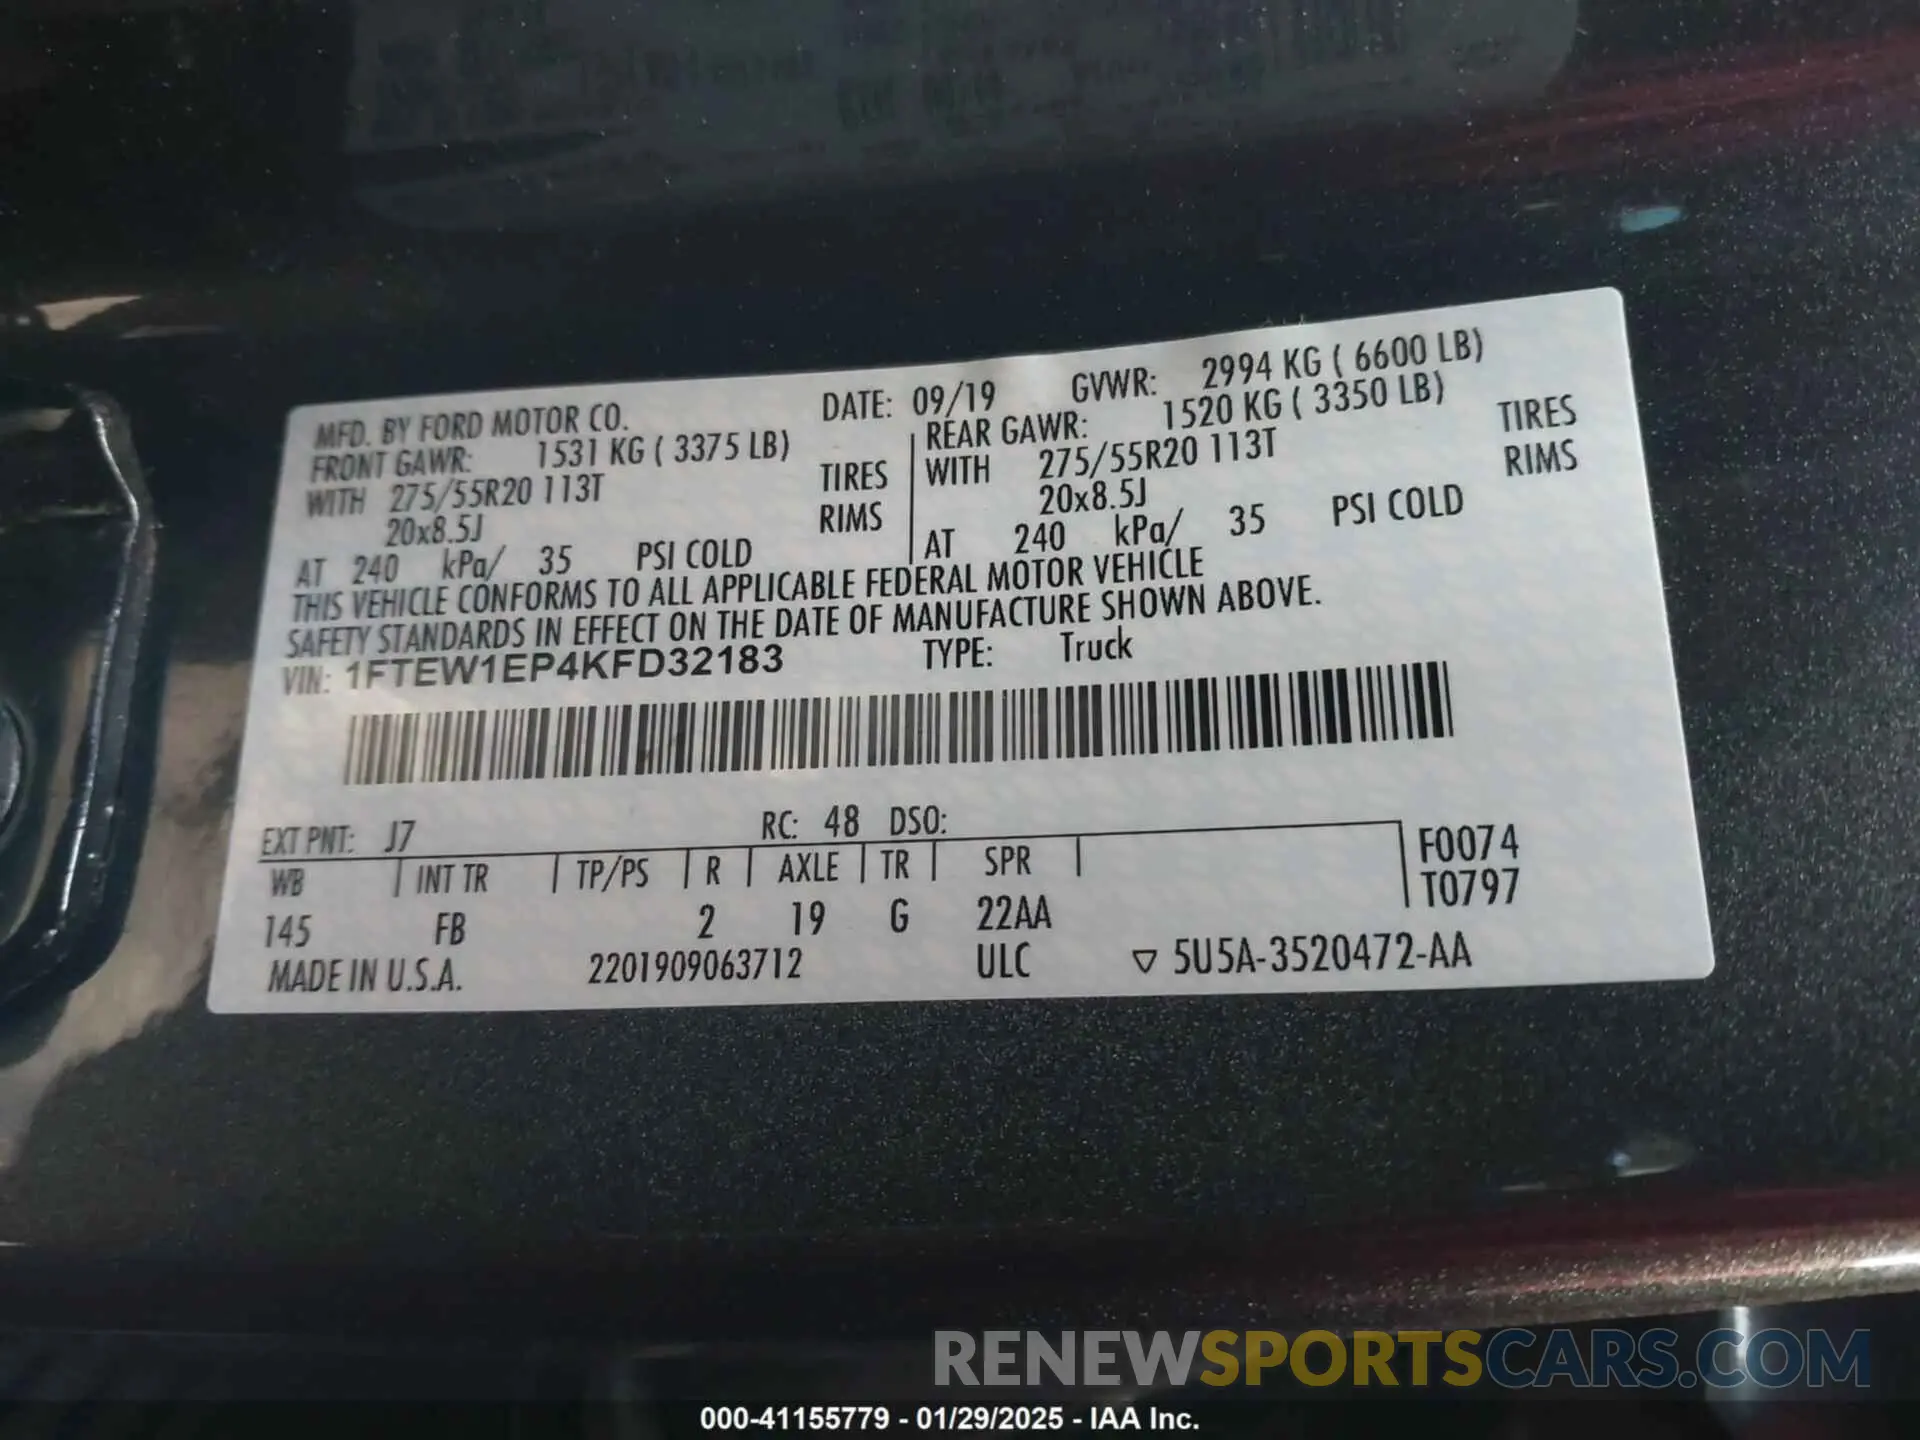 MFD. BY FORD MOTOR CO. DATE: 09/19 GVWR: 2994 KG ( 6600 LB)
FRONT GAWR: 1531 KG ( 3375 LB) REAR GAWR: 1520 KG ( 3350 LB)
WITH 275/55R20 113T TIRES WITH 275/55R20 113T TIRES
20x8.5J RIMS 20x8.5J RIMS
AT 240 kPa/ 35 PSI COLD AT 240 kPa/ 35 PSI COLD
THIS VEHICLE CONFORMS TO ALL APPLICABLE FEDERAL MOTOR VEHICLE
SAFETY STANDARDS IN EFFECT ON THE DATE OF MANUFACTURE SHOWN ABOVE.
VIN: 1FTEW1EP4KFD32183 TYPE: Truck
EXT PNT: J7 RC: 48 DSO:
WB INT TR TP/PS R AXLE TR SPR F0074
145 FB 2 19 G 22AA T0797
MADE IN U.S.A. 2201909063712 ULC ▽ 5U5A-3520472-AA
RENEWSPORTSCARS.COM
000-41155779 - 01/29/2025 - IAA Inc.